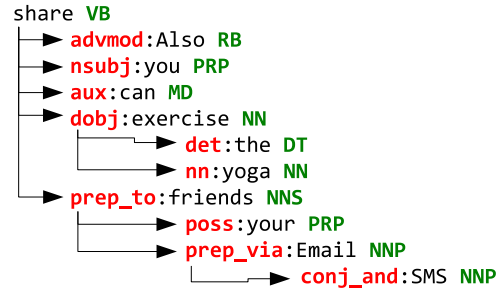 share VB
advmod:Also RB
nsubj:you PRP
aux:can MD
dobj:exercise NN
det:the DT
nn:yoga NN
prep_to:friends NNS
poss:your PRP
prep_via:Email NNP
conj_and:SMS NNP